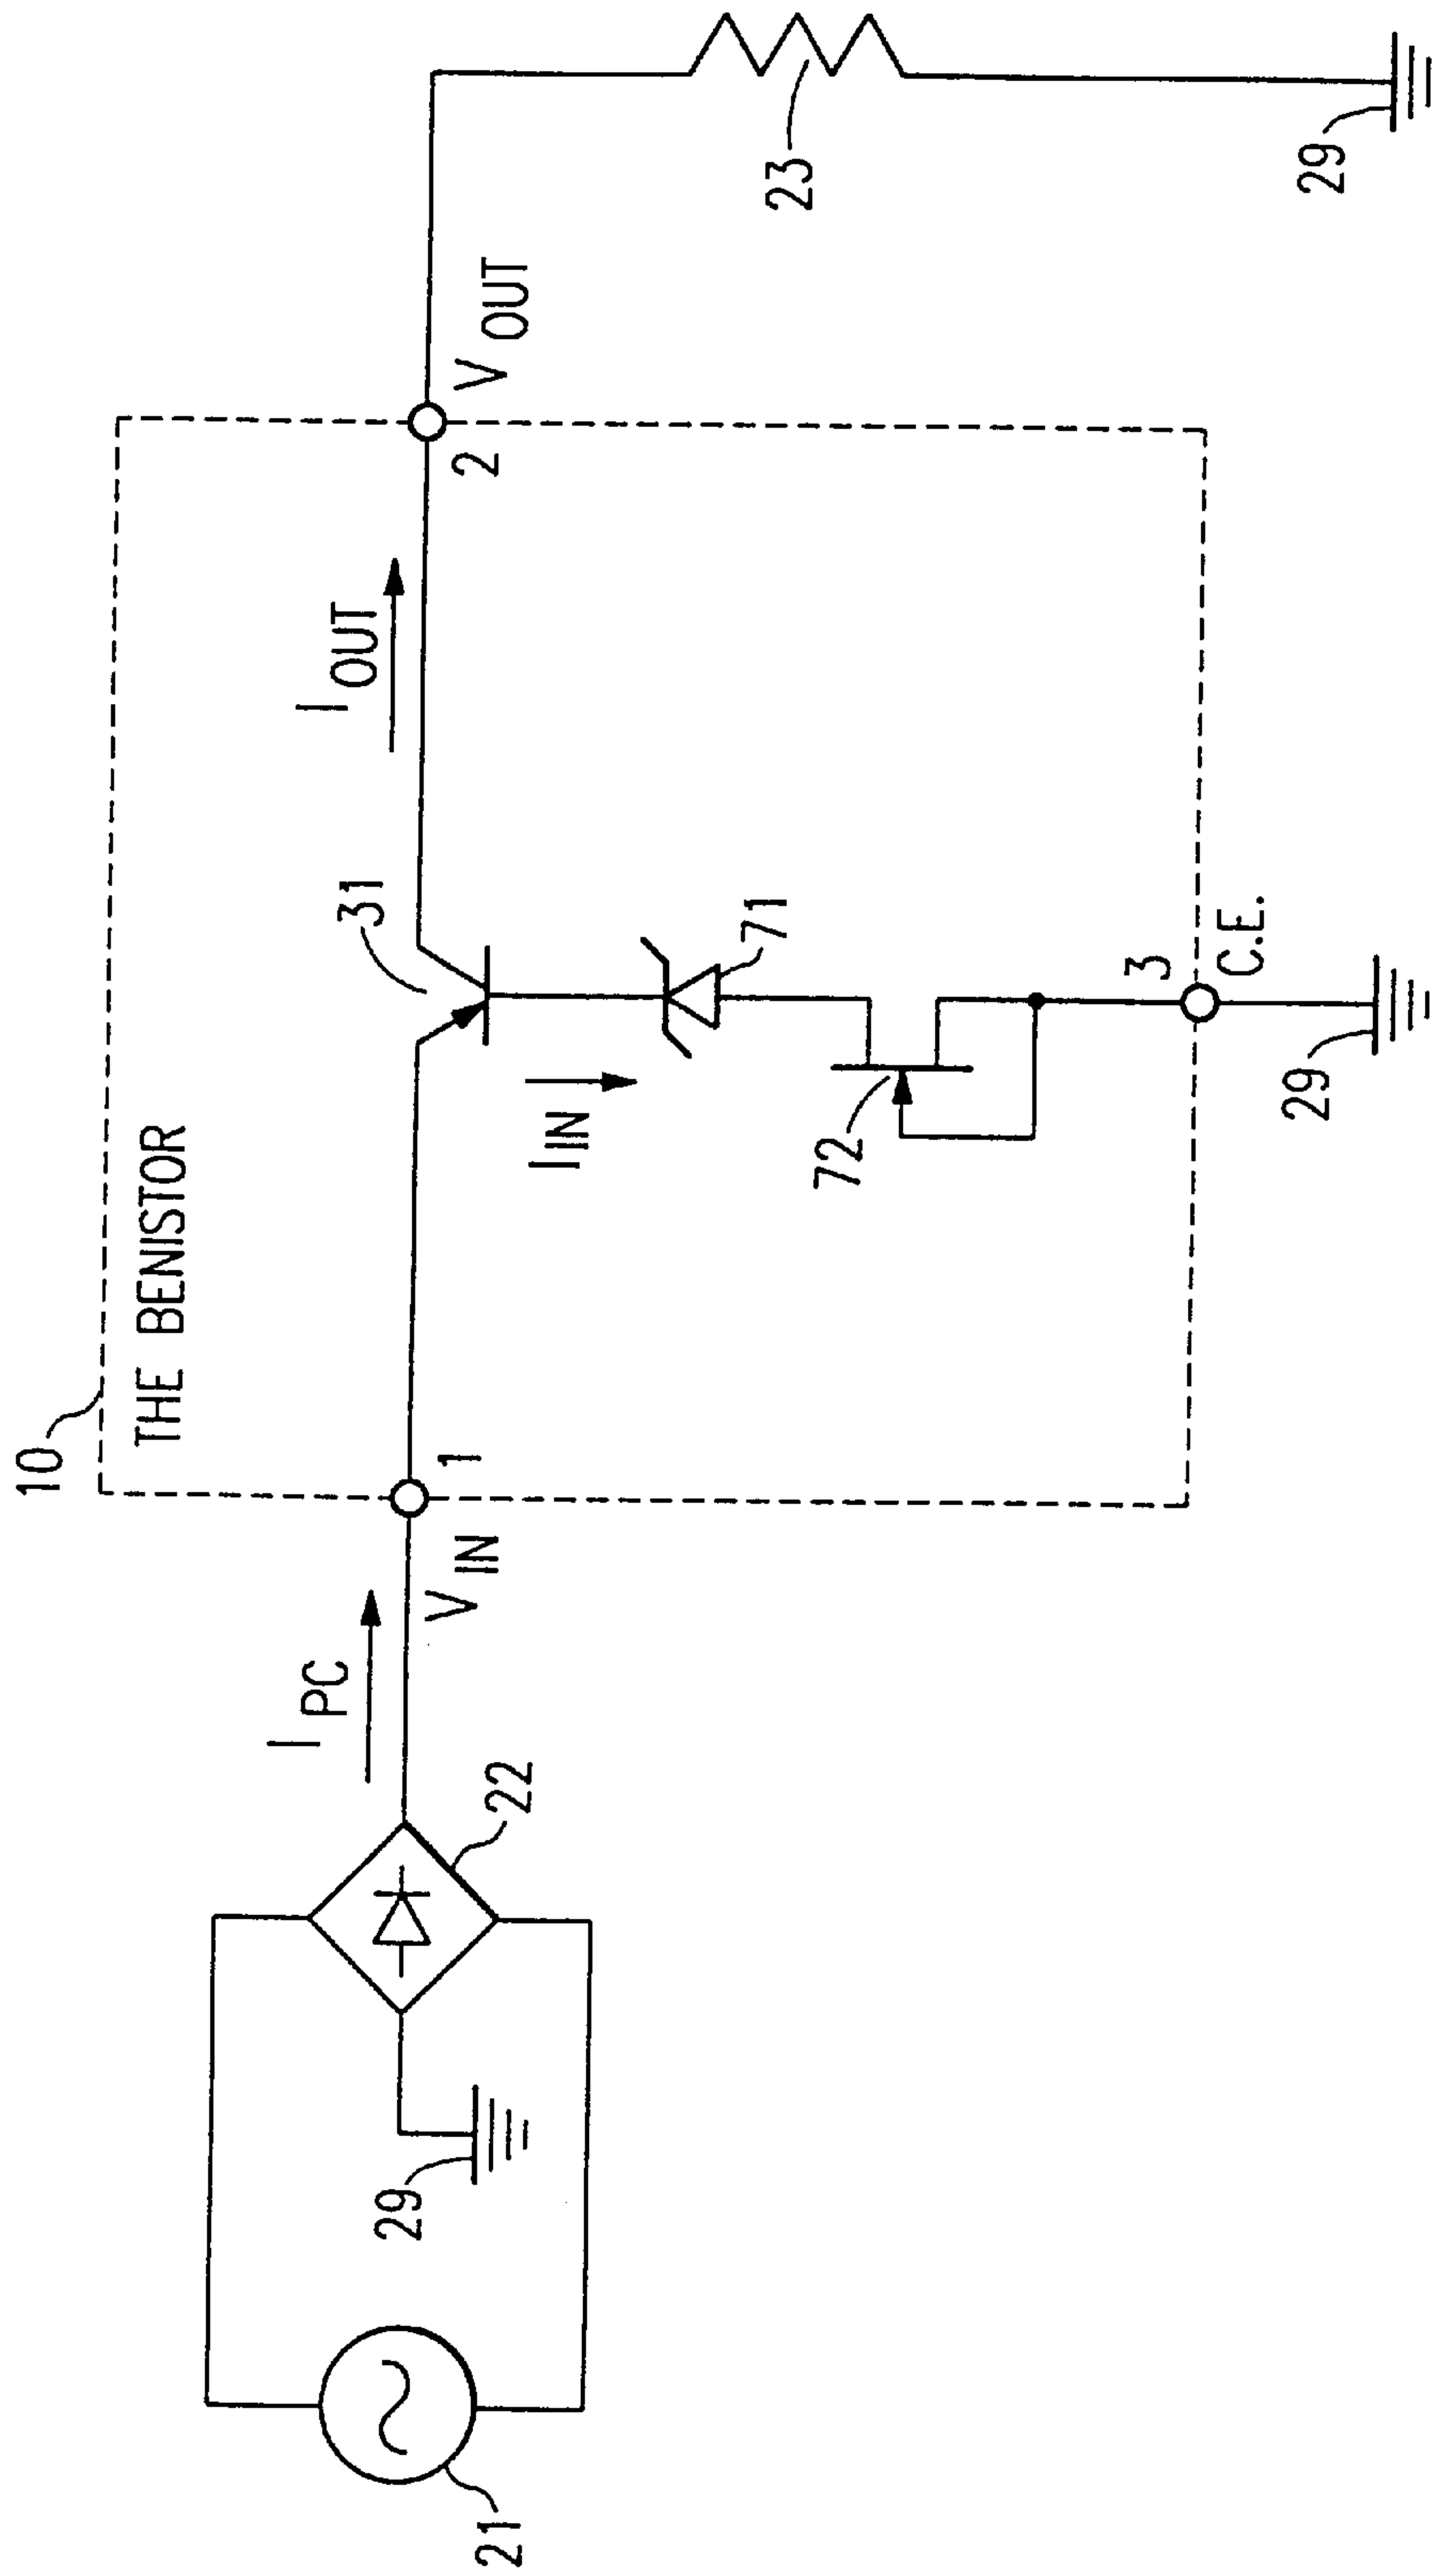 10
THE BENISTOR
I OUT
31
I PC
1
V IN
2
V OUT
I IN
71
72
3
C.E.
21
22
23
29
29
29